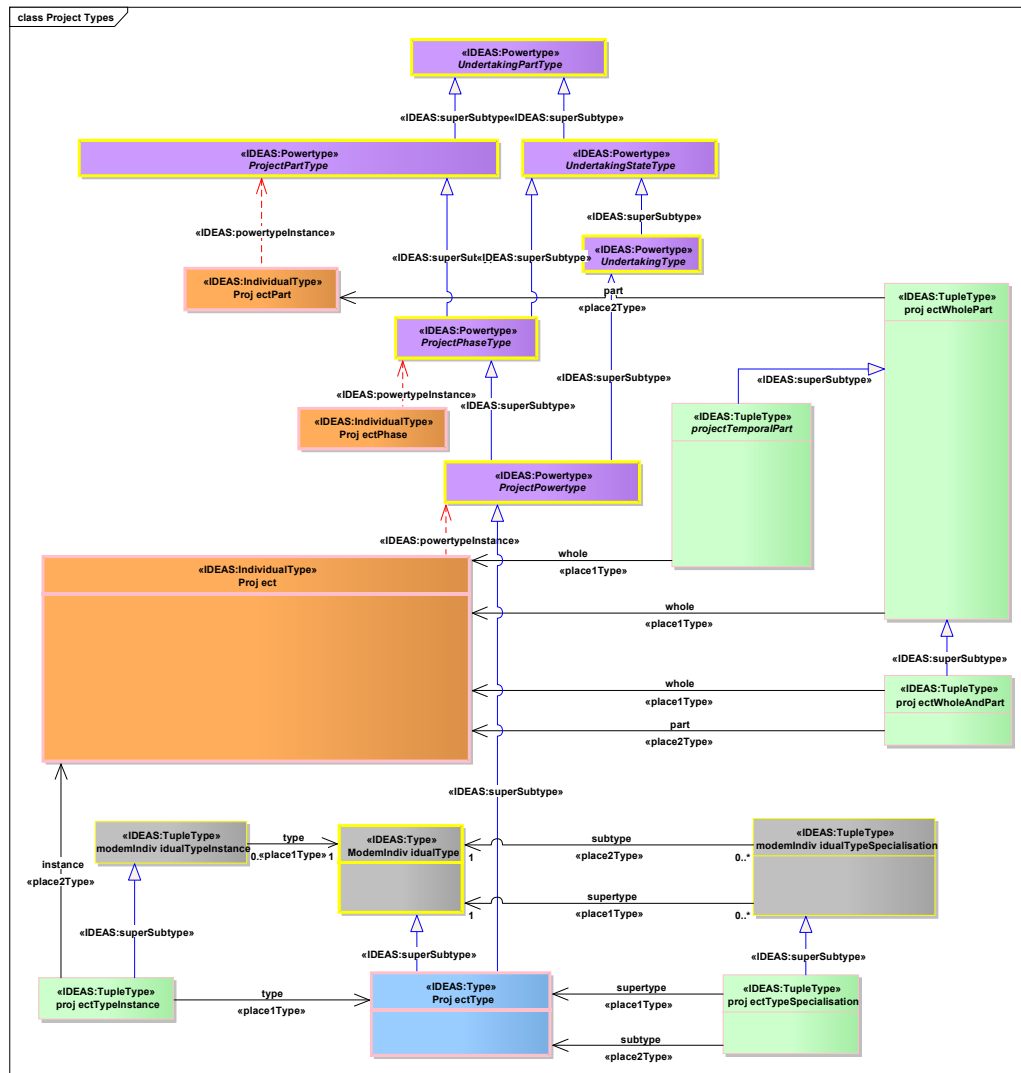 class Project Types
«IDEAS:Powertype»
UndertakingPartType
«IDEAS:superSubtype»
«IDEAS:superSubtype»
«IDEAS:Powertype»
ProjectPartType
«IDEAS:Powertype»
UndertakingStateType
«IDEAS:superSubtype»
«IDEAS:powertypeInstance»
«IDEAS:Powertype»
UndertakingType
«IDEAS:superSubtype»
«IDEAS:superSubtype»
«IDEAS:IndividualType»
Proj ectPart
part
«place2Type»
«IDEAS:TupleType»
proj ectWholePart
«IDEAS:Powertype»
ProjectPhaseType
«IDEAS:superSubtype»
«IDEAS:superSubtype»
«IDEAS:powertypeInstance»
«IDEAS:superSubtype»
«IDEAS:IndividualType»
Proj ectPhase
«IDEAS:TupleType»
projectTemporalPart
«IDEAS:Powertype»
ProjectPowertype
«IDEAS:powertypeInstance»
whole
«place1Type»
«IDEAS:IndividualType»
Proj ect
whole
«place1Type»
«IDEAS:superSubtype»
whole
«place1Type»
«IDEAS:TupleType»
proj ectWholeAndPart
part
«place2Type»
«IDEAS:superSubtype»
«IDEAS:TupleType»
modemIndiv idualTypeInstance
type
0..*
«place1Type»
1
«IDEAS:Type»
ModemIndiv idualType
subtype
1
«place2Type»
0..*
«IDEAS:TupleType»
modemIndiv idualTypeSpecialisation
instance
«place2Type»
supertype
1
«place1Type»
0..*
«IDEAS:superSubtype»
«IDEAS:superSubtype»
«IDEAS:superSubtype»
«IDEAS:TupleType»
proj ectTypeInstance
type
«place1Type»
«IDEAS:Type»
Proj ectType
supertype
«place1Type»
«IDEAS:TupleType»
proj ectTypeSpecialisation
subtype
«place2Type»